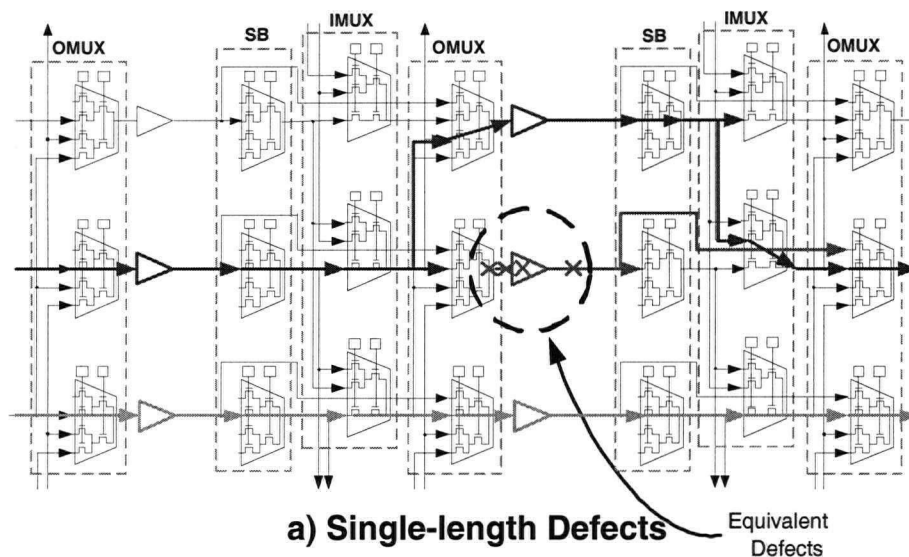 IMUX
IMUX
OMUX
SB
OMUX
SB
OMUX
a) Single-length Defects
Equivalent
Defects